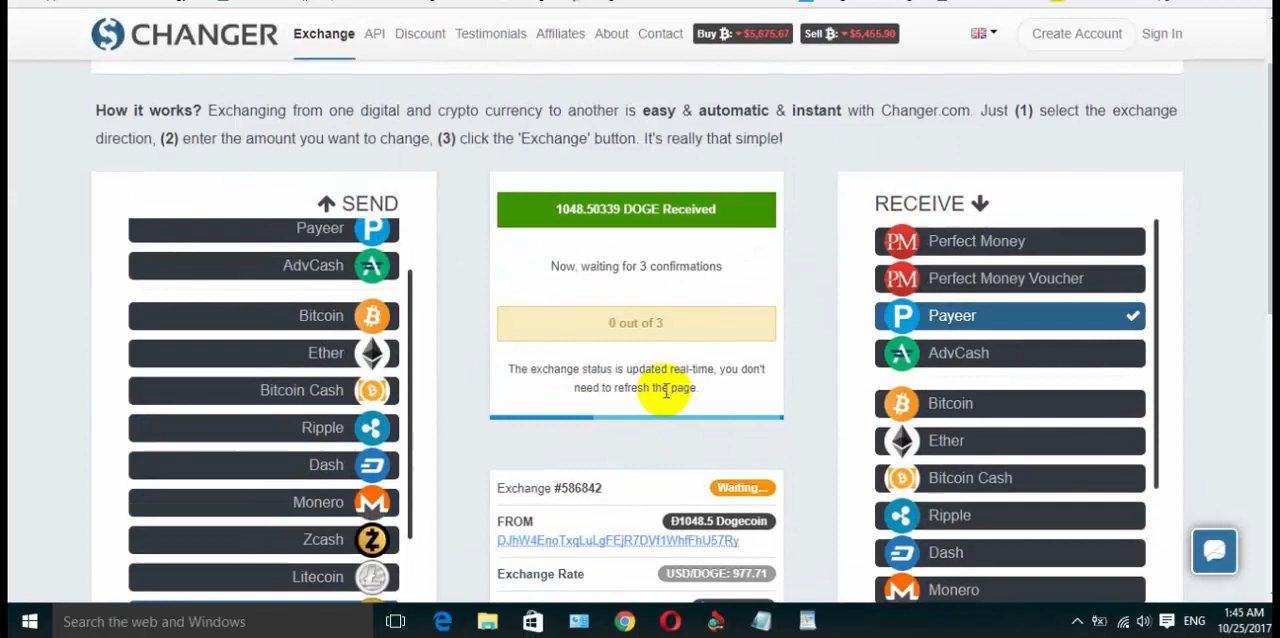 CHANGER
Exchange API Discount Testimonials Affiliates About Contact Buy ₿: $5,675.67 Sell ₿: $5,455.90 Create Account Sign In
How it works? Exchanging from one digital and crypto currency to another is easy & automatic & instant with Changer.com. Just (1) select the exchange
direction, (2) enter the amount you want to change, (3) click the 'Exchange' button. It's really that simple!
SEND
Payeer
AdvCash
Bitcoin
Ether
Bitcoin Cash
Ripple
Dash
Monero
Zcash
Litecoin
1048.50339 DOGE Received
Now, waiting for 3 confirmations
0 out of 3
The exchange status is updated real-time, you don't
need to refresh the page.
Exchange #586842 Waiting...
FROM Ð1048.5 Dogecoin
DJhW4EnoTxqLuLgFEjR7DVf1WhfFhU57Ry
Exchange Rate USD/DOGE: 977.71
RECEIVE
PM Perfect Money
PM Perfect Money Voucher
Payeer
AdvCash
Bitcoin
Ether
Bitcoin Cash
Ripple
Dash
Monero
Search the web and Windows
ENG
1:45 AM
10/25/2017